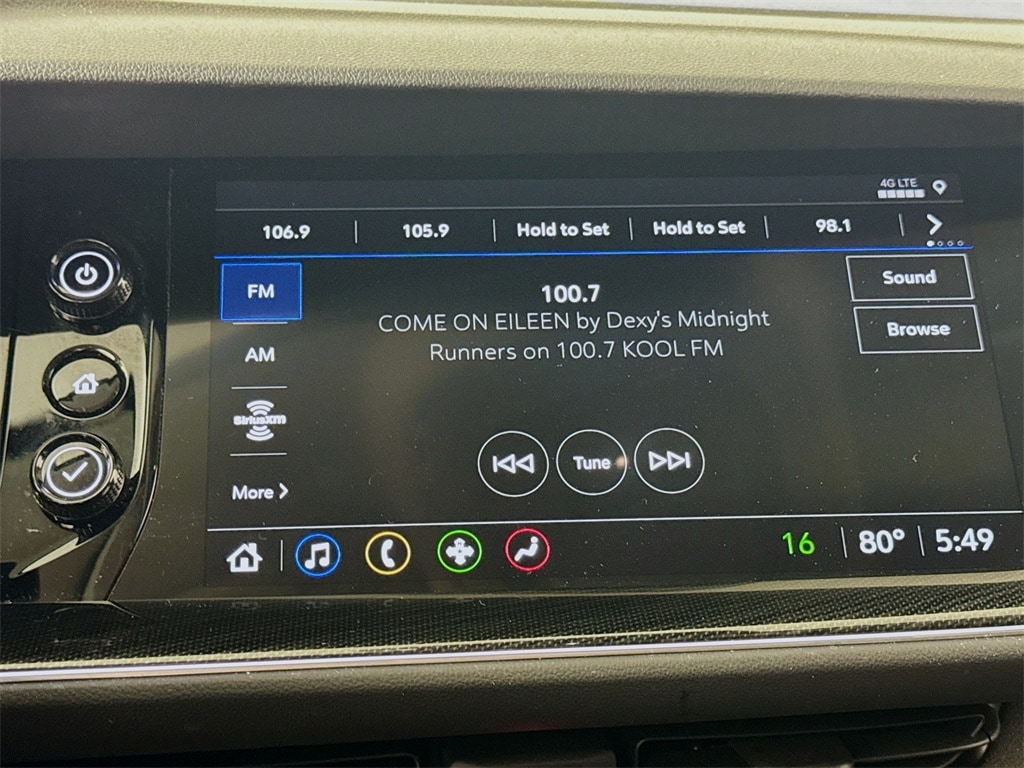 4G LTE
106.9 105.9 Hold to Set Hold to Set 98.1
FM
100.7
Sound
COME ON EILEEN by Dexy's Midnight
Browse
AM
Runners on 100.7 KOOL FM
SiriusXM
Tune
More
16 80° 5:49